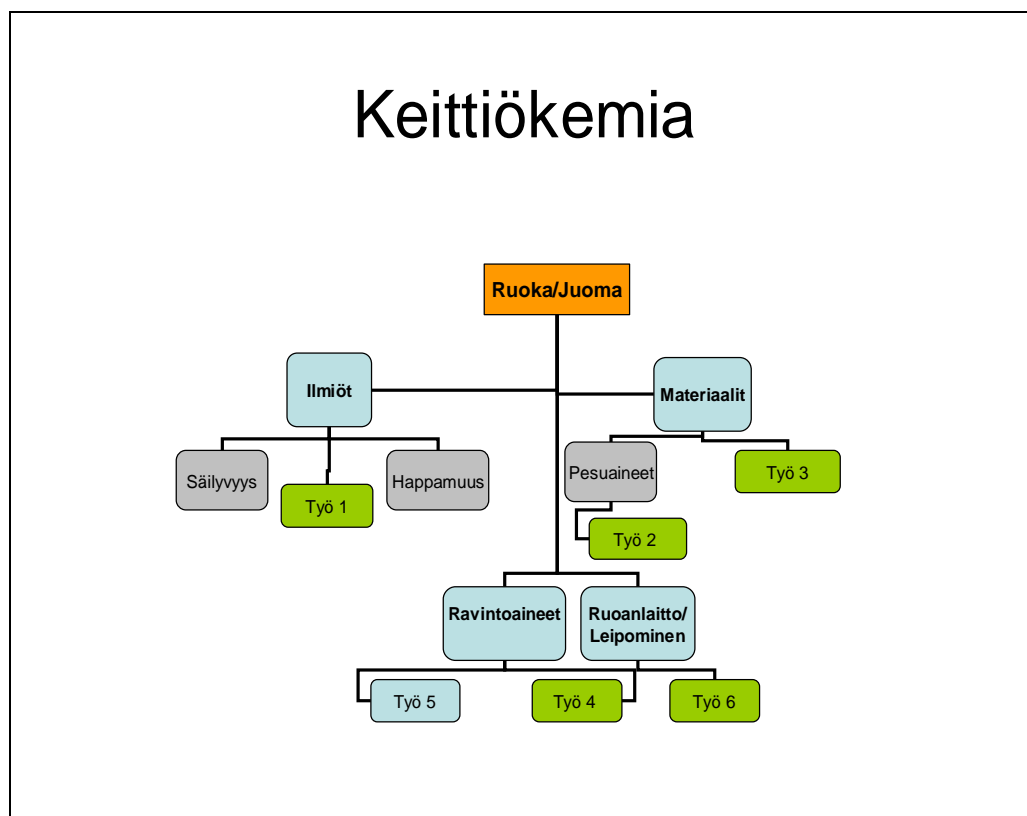 Keittiökemia
Ruoka/Juoma
Ilmiöt
Materiaalit
Säilyvyys
Työ 1
Happamuus
Pesuaineet
Työ 3
Työ 2
Ravintoaineet
Ruoanlaitto/
Leipominen
Työ 5
Työ 4
Työ 6